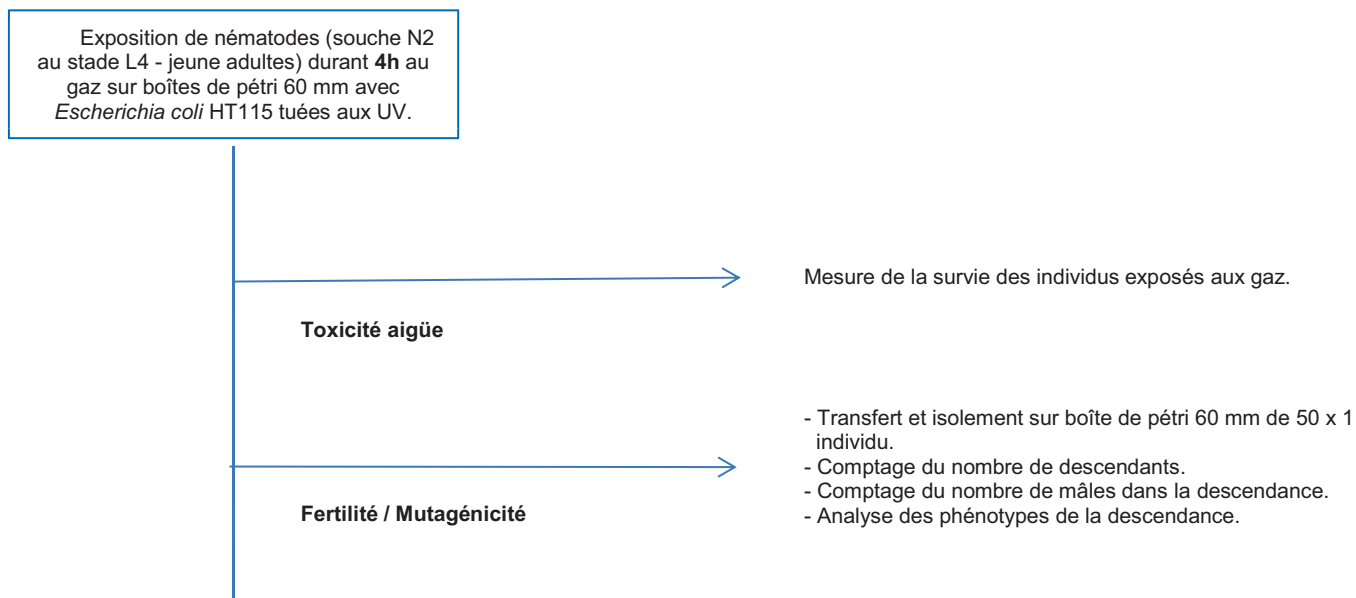 Exposition de nématodes (souche N2
au stade L4 - jeune adultes) durant 4h au
gaz sur boîtes de pétri 60 mm avec
Escherichia coli HT115 tuées aux UV.
Mesure de la survie des individus exposés aux gaz.
Toxicité aigüe
- Transfert et isolement sur boîte de pétri 60 mm de 50 x 1
individu.
- Comptage du nombre de descendants.
- Comptage du nombre de mâles dans la descendance.
- Analyse des phénotypes de la descendance.
Fertilité / Mutagénicité